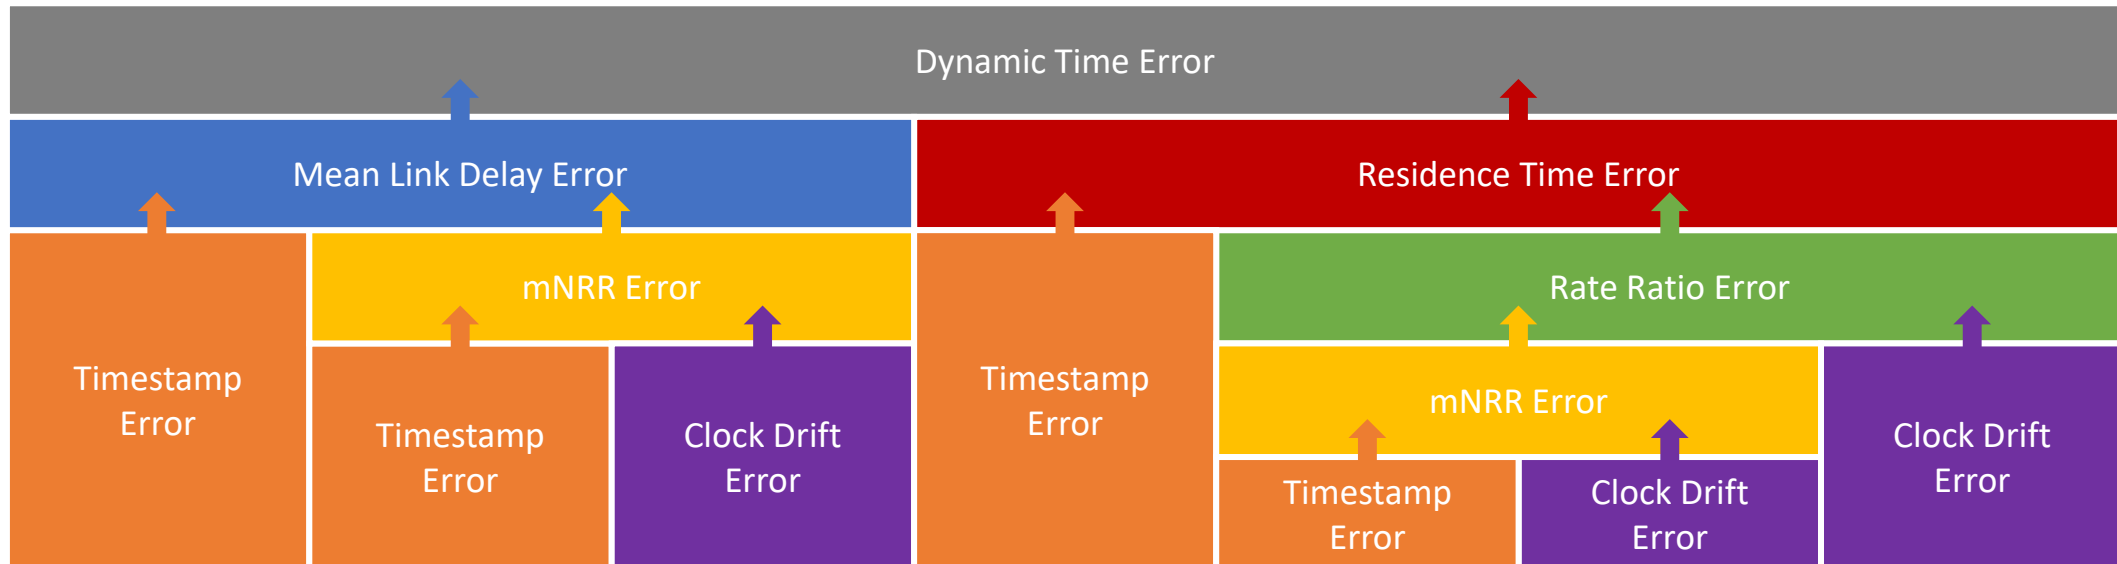 Dynamic Time Error
Mean Link Delay Error
Residence Time Error
mNRR Error
Rate Ratio Error
Timestamp
Error
Timestamp
Error
Clock Drift
Error
Timestamp
Error
mNRR Error
Timestamp
Error
Clock Drift
Error
Clock Drift
Error